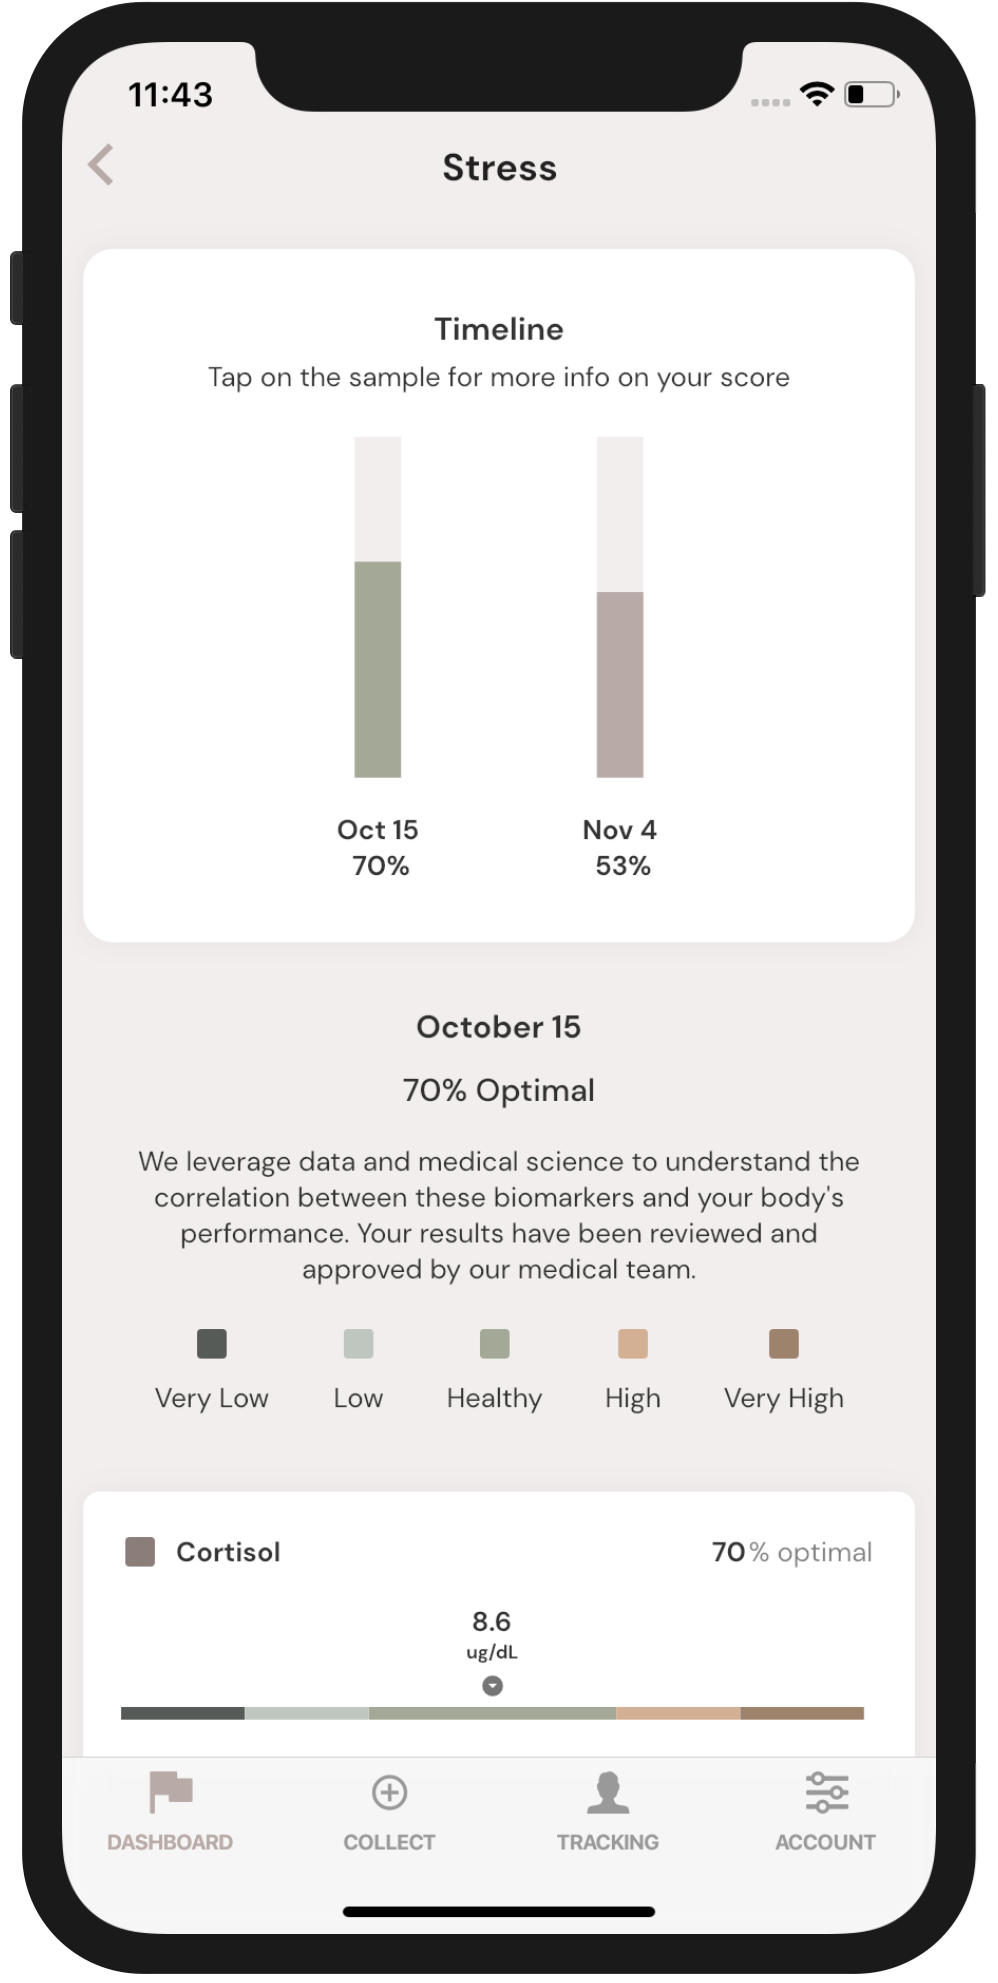 11:43
Stress
Timeline
Tap on the sample for more info on your score
Oct 15
70%
Nov 4
53%
October 15
70% Optimal
We leverage data and medical science to understand the
correlation between these biomarkers and your body's
performance. Your results have been reviewed and
approved by our medical team.
Very Low
Low
Healthy
High
Very High
Cortisol
70% optimal
8.6
ug/dL
DASHBOARD
COLLECT
TRACKING
ACCOUNT